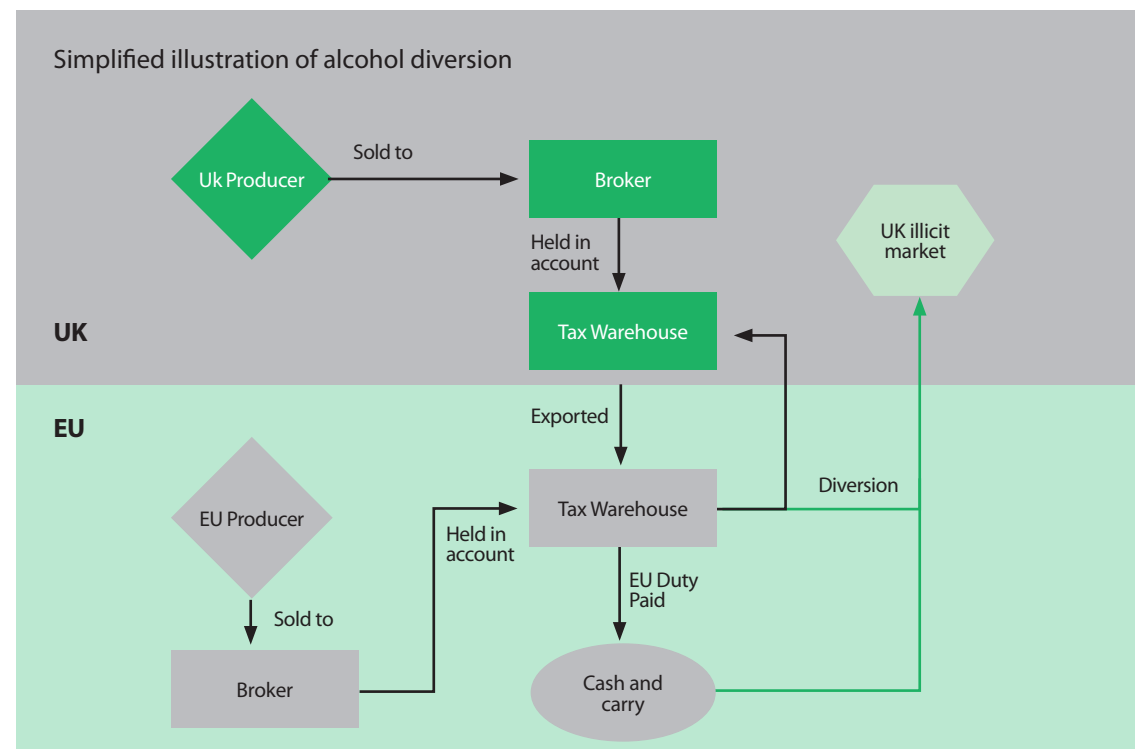 Simplified illustration of alcohol diversion
Uk Producer
Sold to
Broker
UK illicit
market
Held in
account
UK
Tax Warehouse
EU
Exported
EU Producer
Tax Warehouse
Diversion
Held in
account
EU Duty
Paid
Sold to
Broker
Cash and
carry